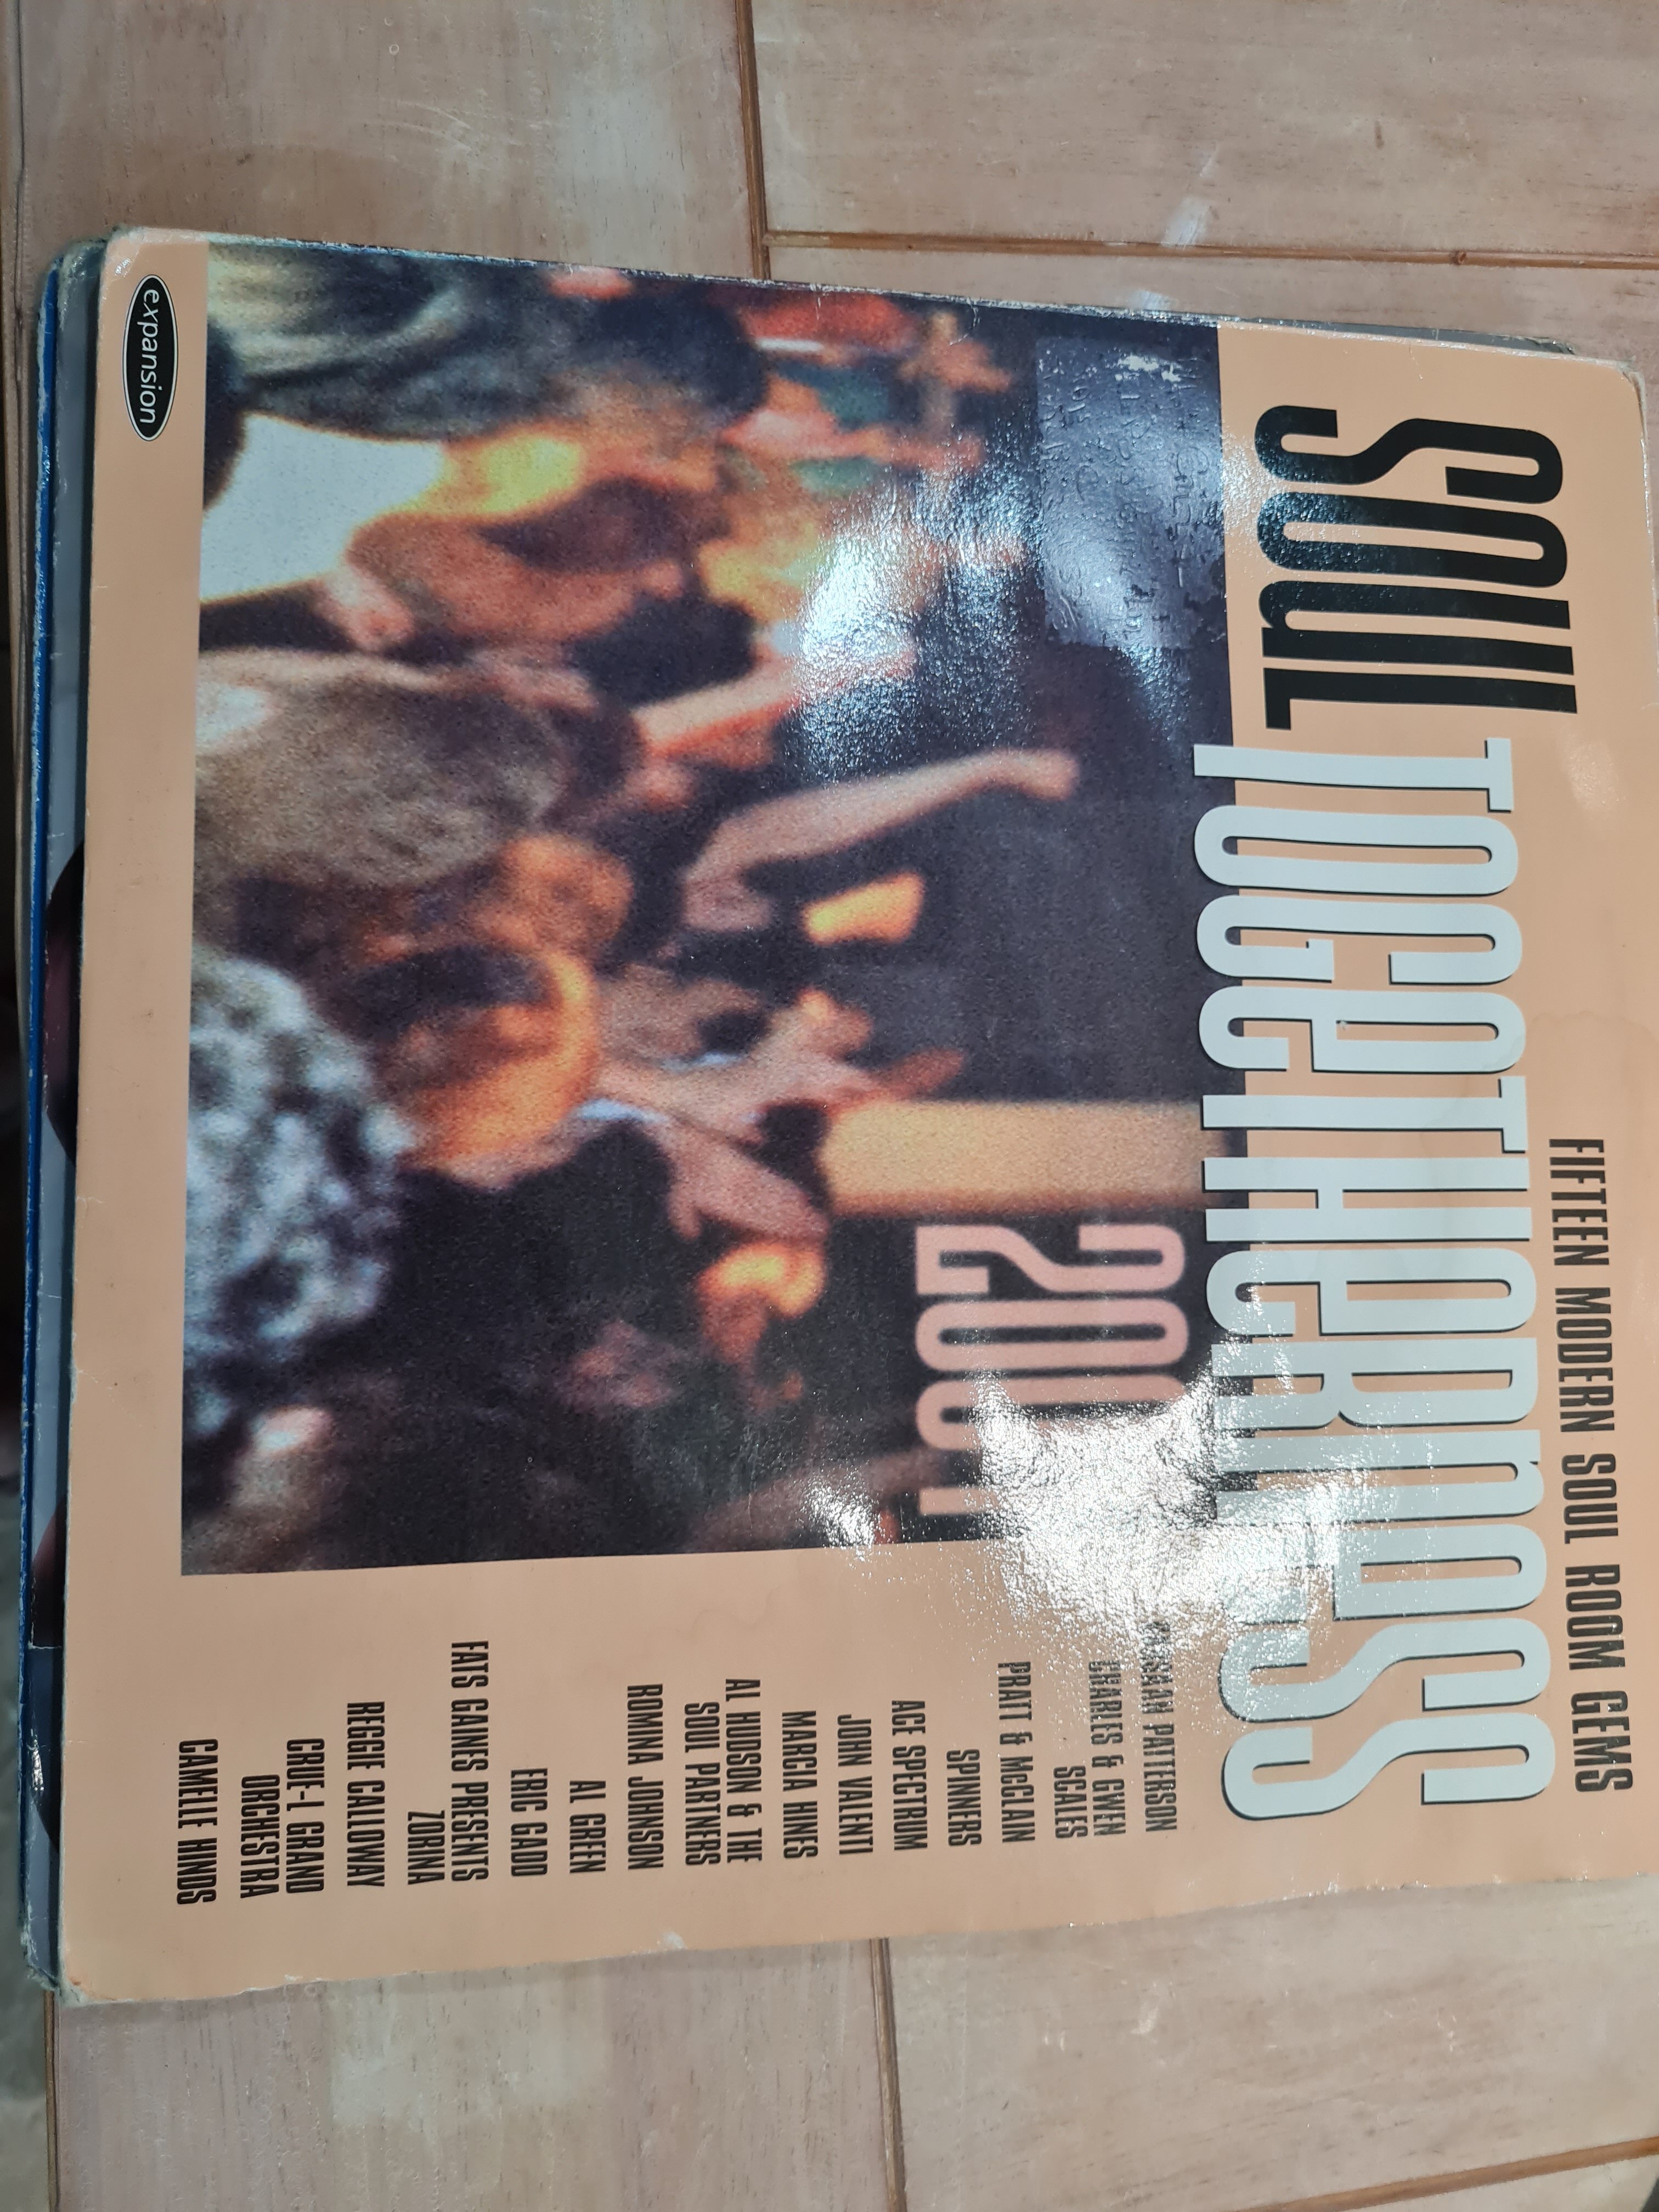 FIFTEEN MODERN SOUL ROOM GEMS
SOUL TOGETHERNESS
2001
PATTERSON
CHARLES & GWEN
SCALES
PRATT & McCLAIN
SPINNERS
ACE SPECTRUM
JOHN VALENTI
MARCIA HINES
AL HUDSON & THE
SOUL PARTNERS
ROMINA JOHNSON
AL GREEN
ERIC GADD
FATS GAINES PRESENTS
ZORINA
REGGIE CALLOWAY
CRUE-L GRAND
ORCHESTRA
CAMELLE HINDS
expansion